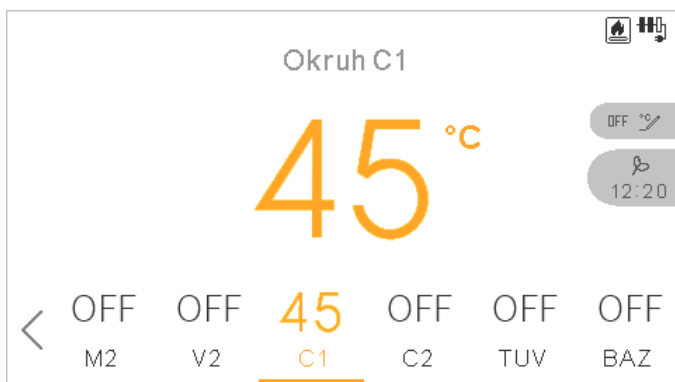 Okruh C1
45 °C
OFF °C
12:20
OFF OFF 45 OFF OFF OFF
M2 V2 C1 C2 TUV BAZ